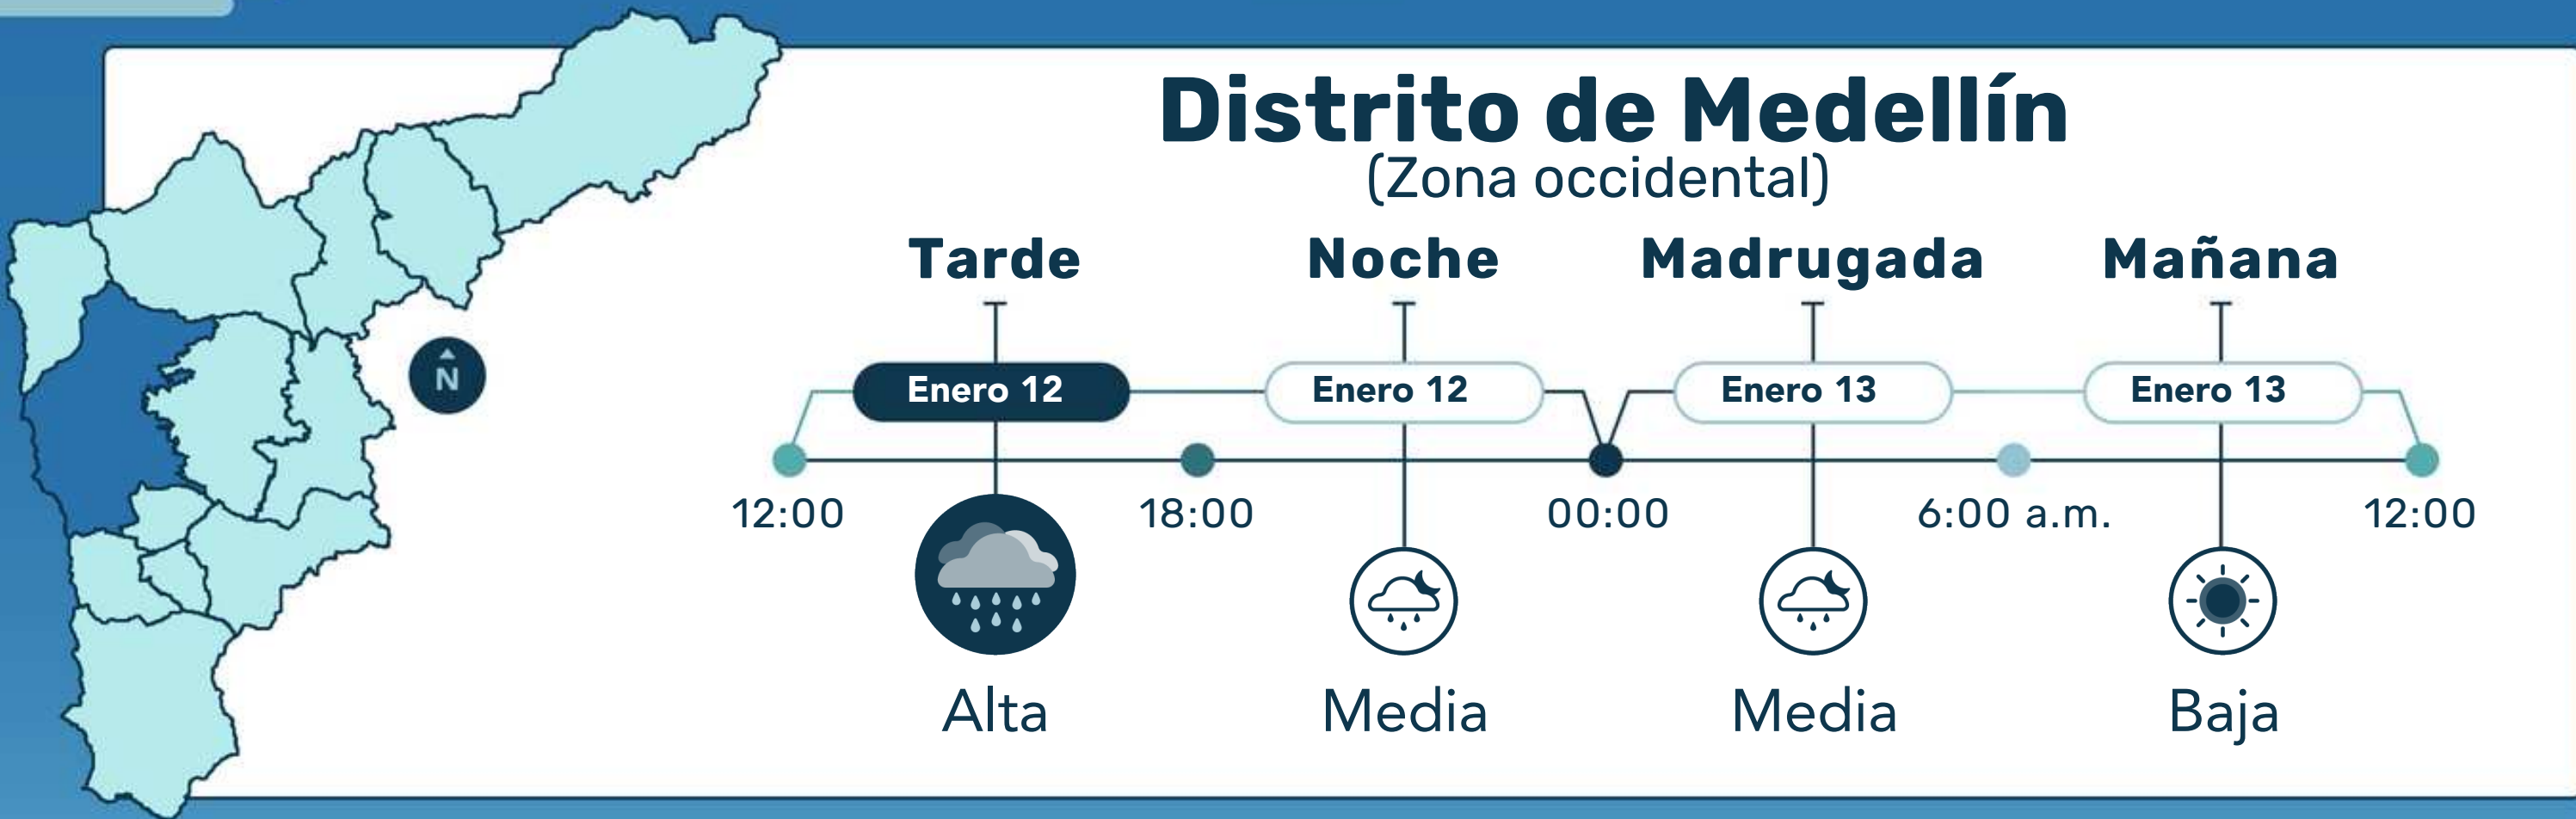 Distrito de Medellín
(Zona occidental)
Tarde Noche Madrugada Mañana
Enero 12 Enero 12 Enero 13 Enero 13
N
12:00 18:00 00:00 6:00 a.m. 12:00
Alta Media Media Baja